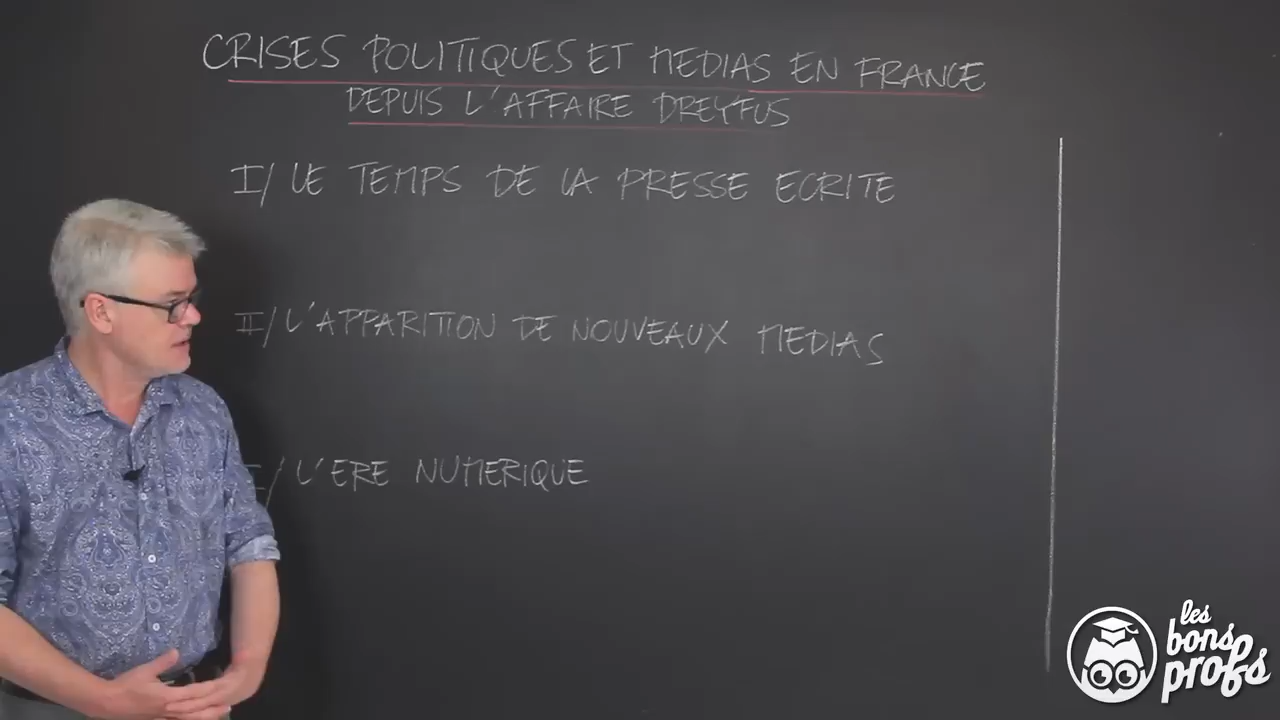 CRISES POLITIQUES ET MEDIAS EN FRANCE
DEPUIS L'AFFAIRE DREYFUS
I/ LE TEMPS DE LA PRESSE ECRITE
II/ L'APPARITION DE NOUVEAUX MEDIAS
I/ L'ERE NUMERIQUE
les
bons
profs